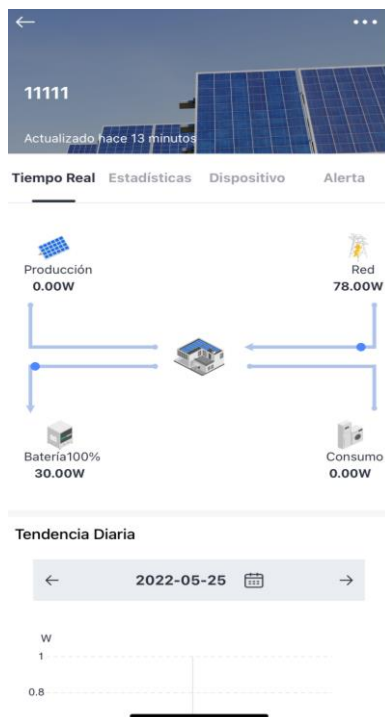 11111
Actualizado hace 13 minutos
Tiempo Real Estadísticas Dispositivo Alerta
Producción
0.00W
Red
78.00W
Batería100%
30.00W
Consumo
0.00W
Tendencia Diaria
2022-05-25
W
1
0.8